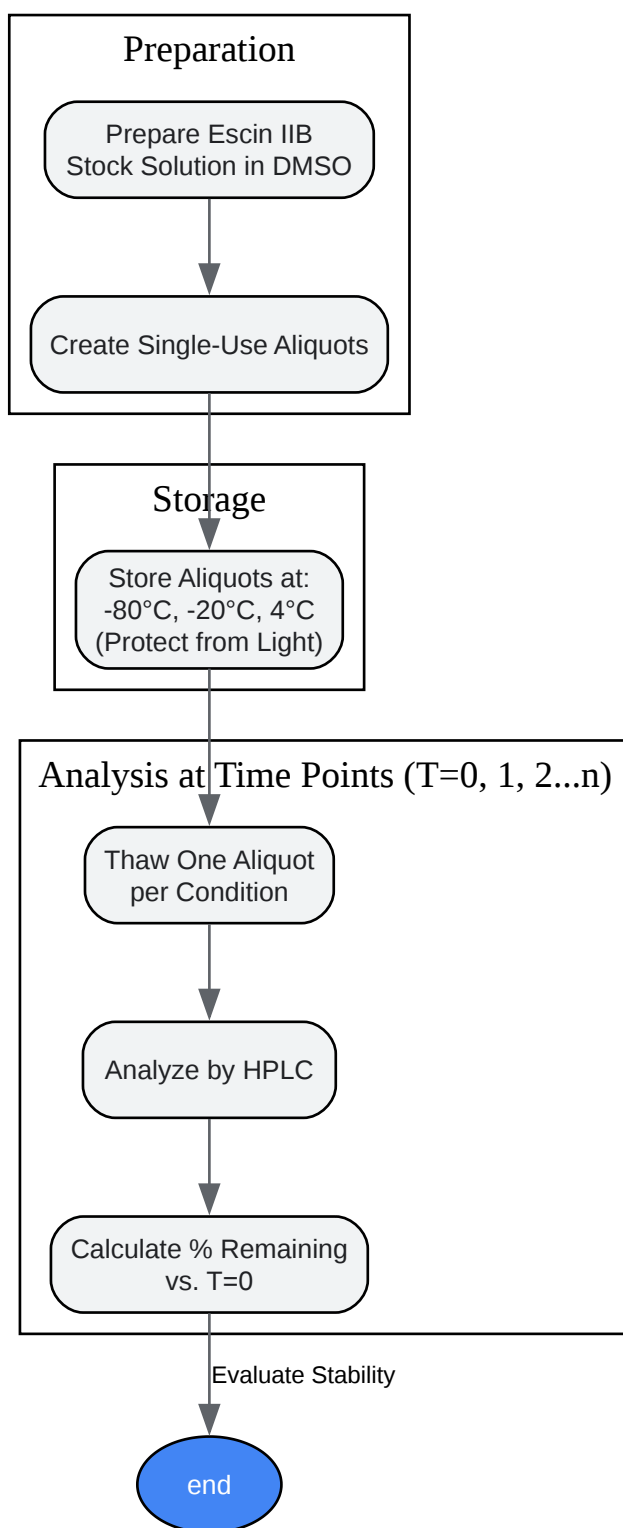 Preparation
Prepare Escin IIB
Stock Solution in DMSO
Create Single-Use Aliquots
Storage
Store Aliquots at:
-80°C, -20°C, 4°C
(Protect from Light)
Analysis at Time Points (T=0, 1, 2...n)
Thaw One Aliquot
per Condition
Analyze by HPLC
Calculate % Remaining
vs. T=0
Evaluate Stability
end